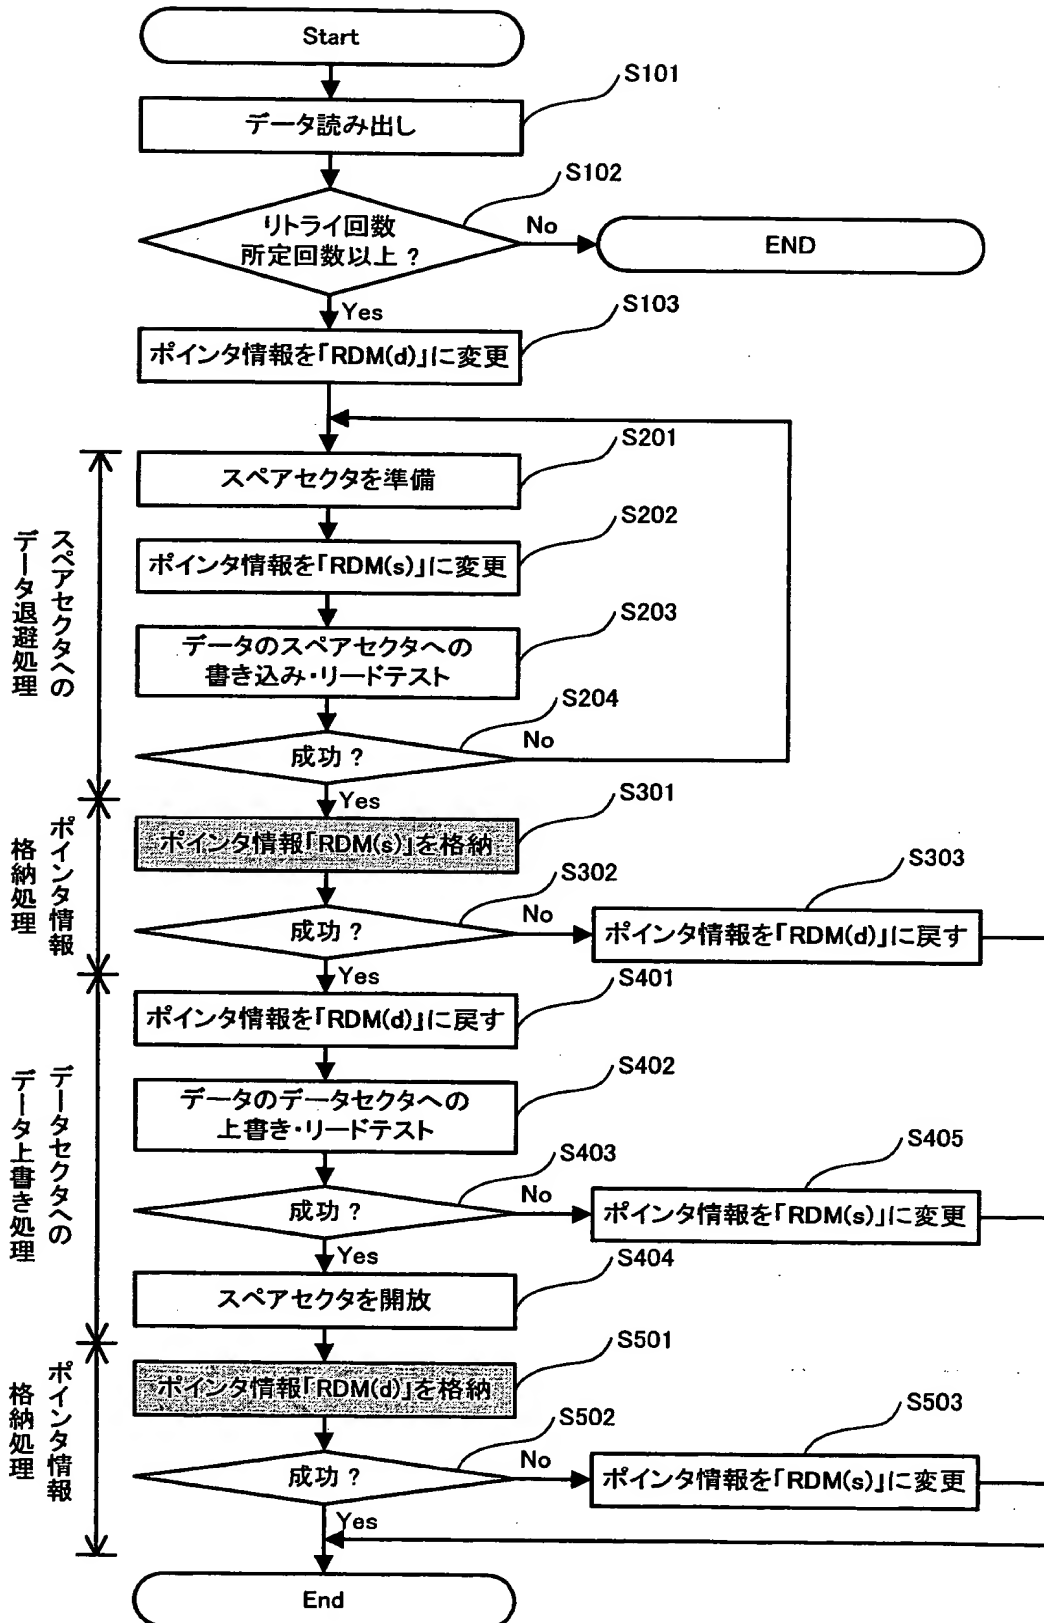 Start
S101
データ読み出し
S102
リトライ回数
所定回数以上？
No
END
Yes
S103
ポインタ情報を「RDM(d)」に変更
スペアセクタへの
データ退避処理
S201
スペアセクタを準備
S202
ポインタ情報を「RDM(s)」に変更
S203
データのスペアセクタへの
書き込み・リードテスト
S204
成功？
No
Yes
ポインタ情報
格納処理
S301
ポインタ情報「RDM(s)」を格納
S302
成功？
No
S303
ポインタ情報を「RDM(d)」に戻す
Yes
データセクタへの
データ上書き処理
S401
ポインタ情報を「RDM(d)」に戻す
S402
データのデータセクタへの
上書き・リードテスト
S403
成功？
No
S405
ポインタ情報を「RDM(s)」に変更
Yes
S404
スペアセクタを開放
ポインタ情報
格納処理
S501
ポインタ情報「RDM(d)」を格納
S502
成功？
No
S503
ポインタ情報を「RDM(s)」に変更
Yes
End